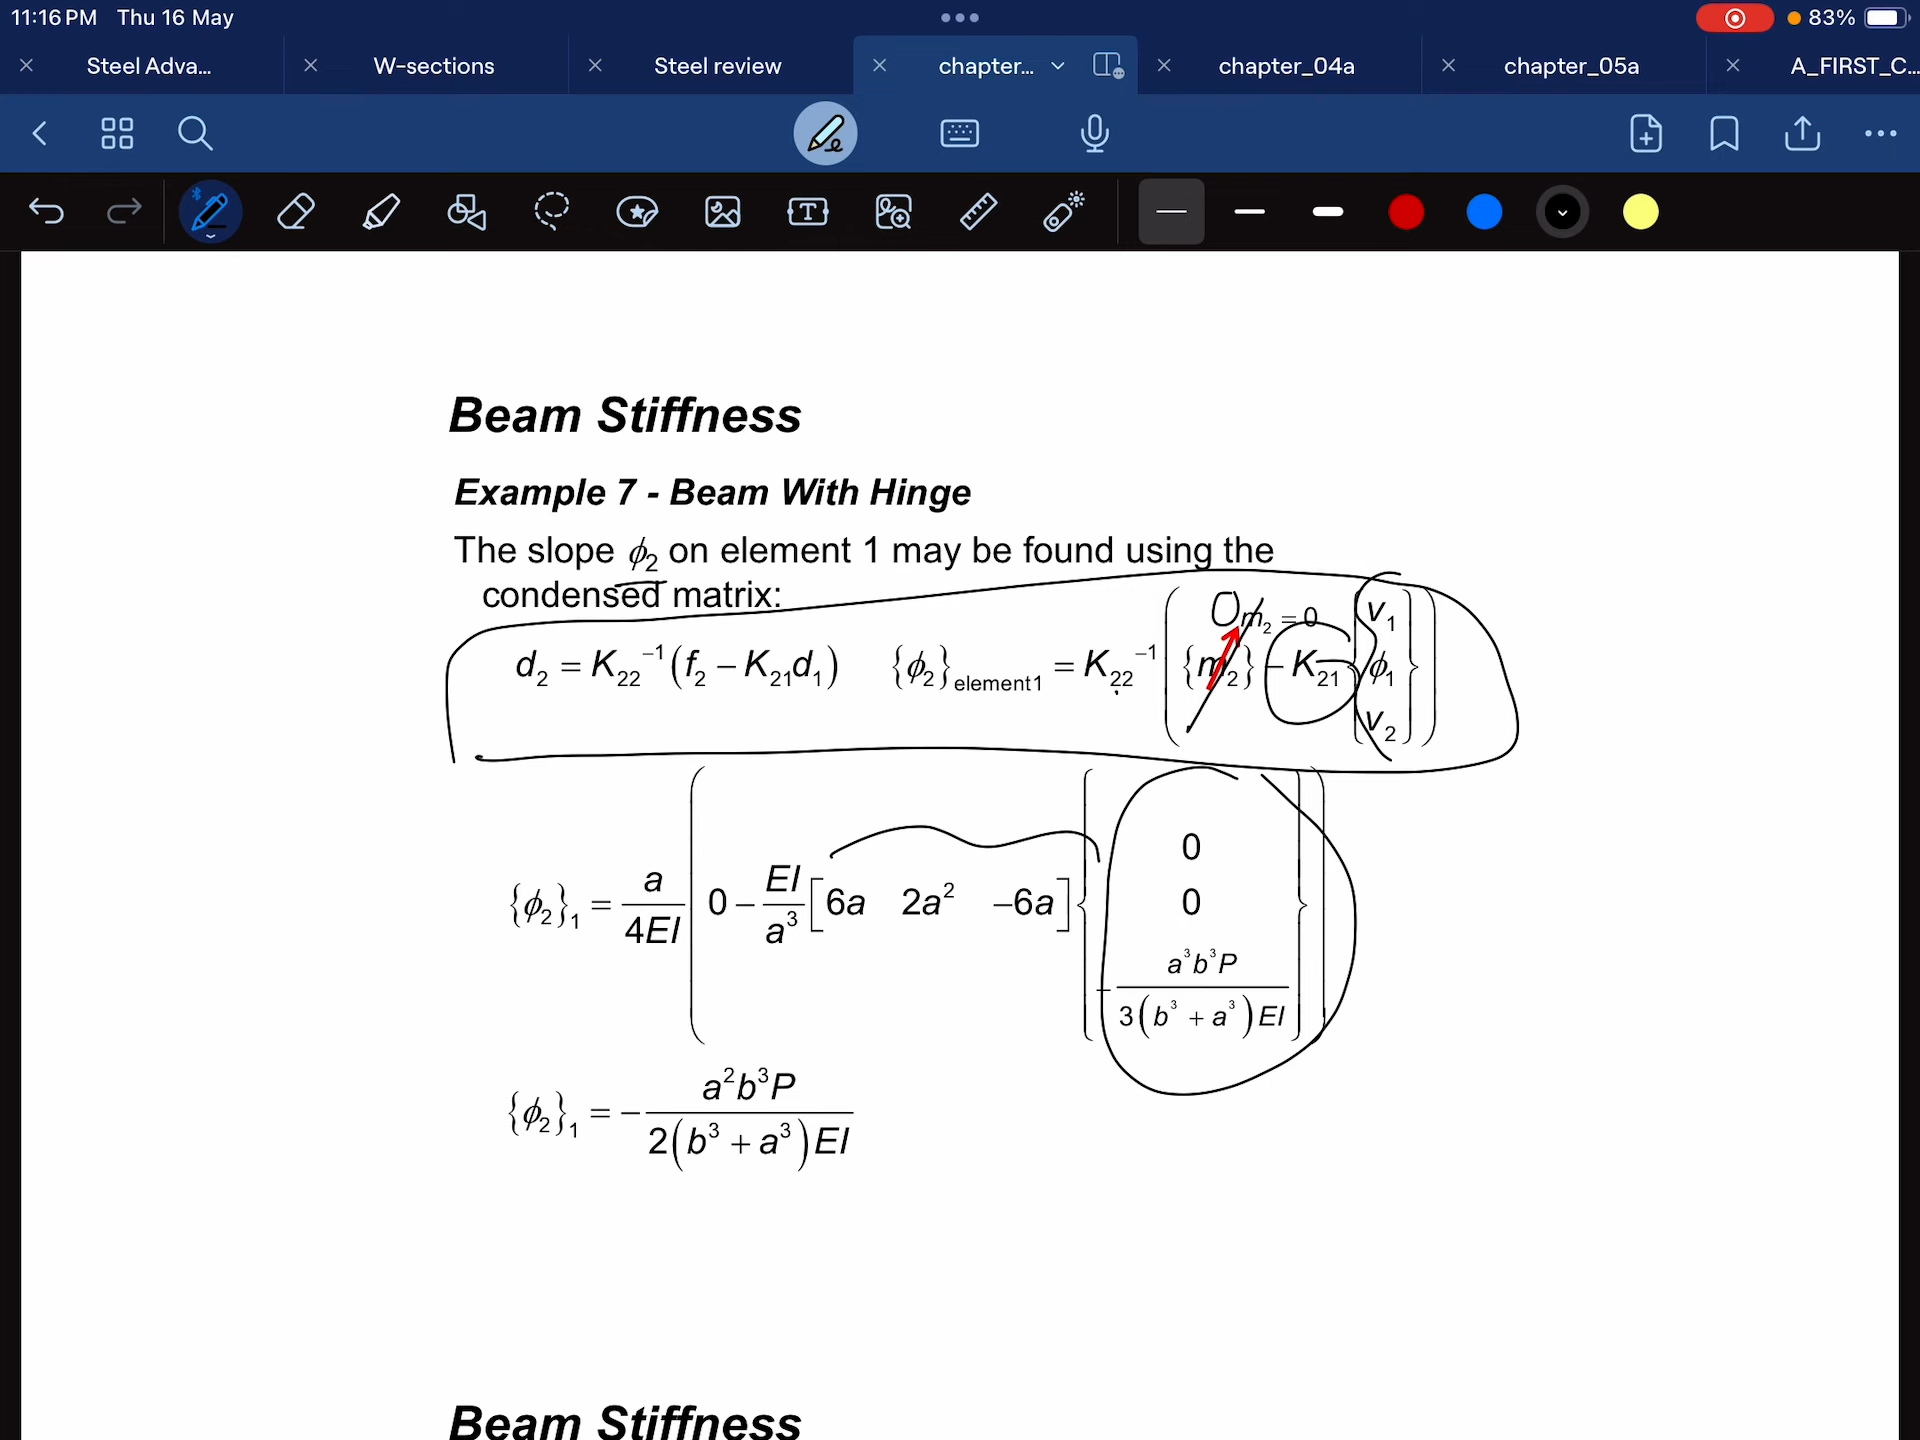 11:16 PM Thu 16 May
83%
Steel Adva... W-sections Steel review chapter... chapter_04a chapter_05a A_FIRST_C...
Beam Stiffness
Example 7 - Beam With Hinge
The slope ϕ₂ on element 1 may be found using the
condensed matrix:
d₂ = K₂₂⁻¹(f₂ − K₂₁d₁) {ϕ₂}element1 = K₂₂⁻¹( {m₂} − K₂₁ {v₁ ϕ₁ v₂} )
0 m₂ = 0
{ϕ₂}₁ = a/4EI ( 0 − EI/a³ [6a 2a² −6a] {0 0 −a³b³P/3(b³ + a³)EI} )
{ϕ₂}₁ = − a²b³P/2(b³ + a³)EI
Beam Stiffness